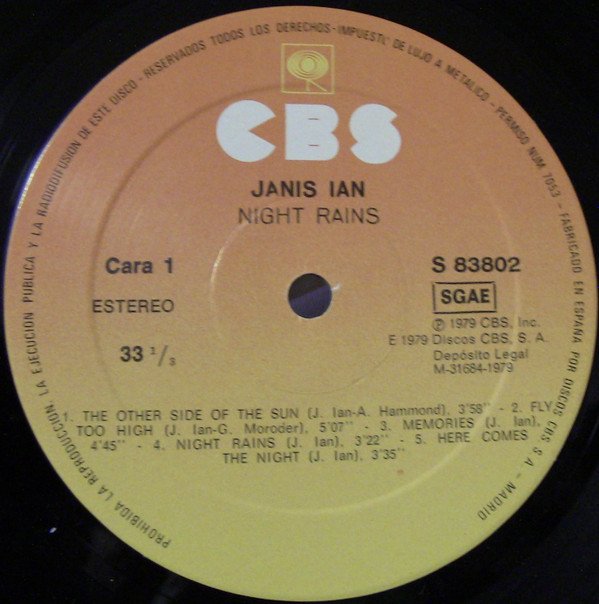 PROHIBIDA LA REPRODUCCION, LA EJECUCION PUBLICA Y LA RADIODIFUSION DE ESTE DISCO - RESERVADOS TODOS LOS DERECHOS - IMPUESTL° DE LUJO A METALICO - PERMISO NUM. 7053 - FABRICADO EN ESPAÑA POR DISCOS CBS S A - MADRID
CBS
JANIS IAN
NIGHT RAINS
Cara 1
S 83802
ESTEREO
SGAE
33 1/3
℗ 1979 CBS, Inc.
E 1979 Discos CBS, S. A.
Depósito Legal
M-31684-1979
1. THE OTHER SIDE OF THE SUN (J. Ian-A. Hammond), 3'58" - 2. FLY
TOO HIGH (J. Ian-G. Moroder), 5'07" - 3. MEMORIES (J. Ian),
4'45" - 4. NIGHT RAINS (J. Ian), 3'22" - 5. HERE COMES
THE NIGHT (J. Ian), 3'35"